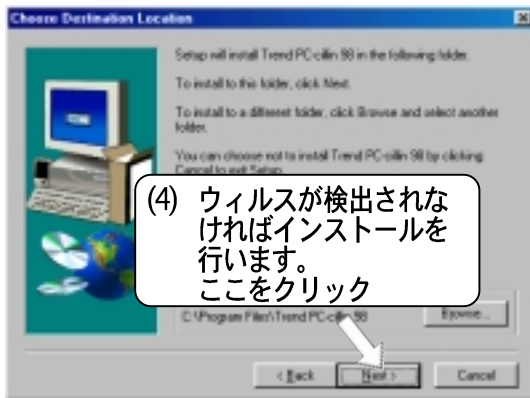 Choose Destination Location
Setup will install Trend PC-cillin 98 in the following folder.
To install to this folder, click Next.
To install to a different folder, click Browse and select another
folder.
You can choose not to install Trend PC-cillin 98 by clicking
Cancel to exit Setup.
(4) ウィルスが検出されな
ければインストールを
行います。
ここをクリック
C:\Program Files\Trend PC-cillin 98
Browse...
< Back
Next >
Cancel